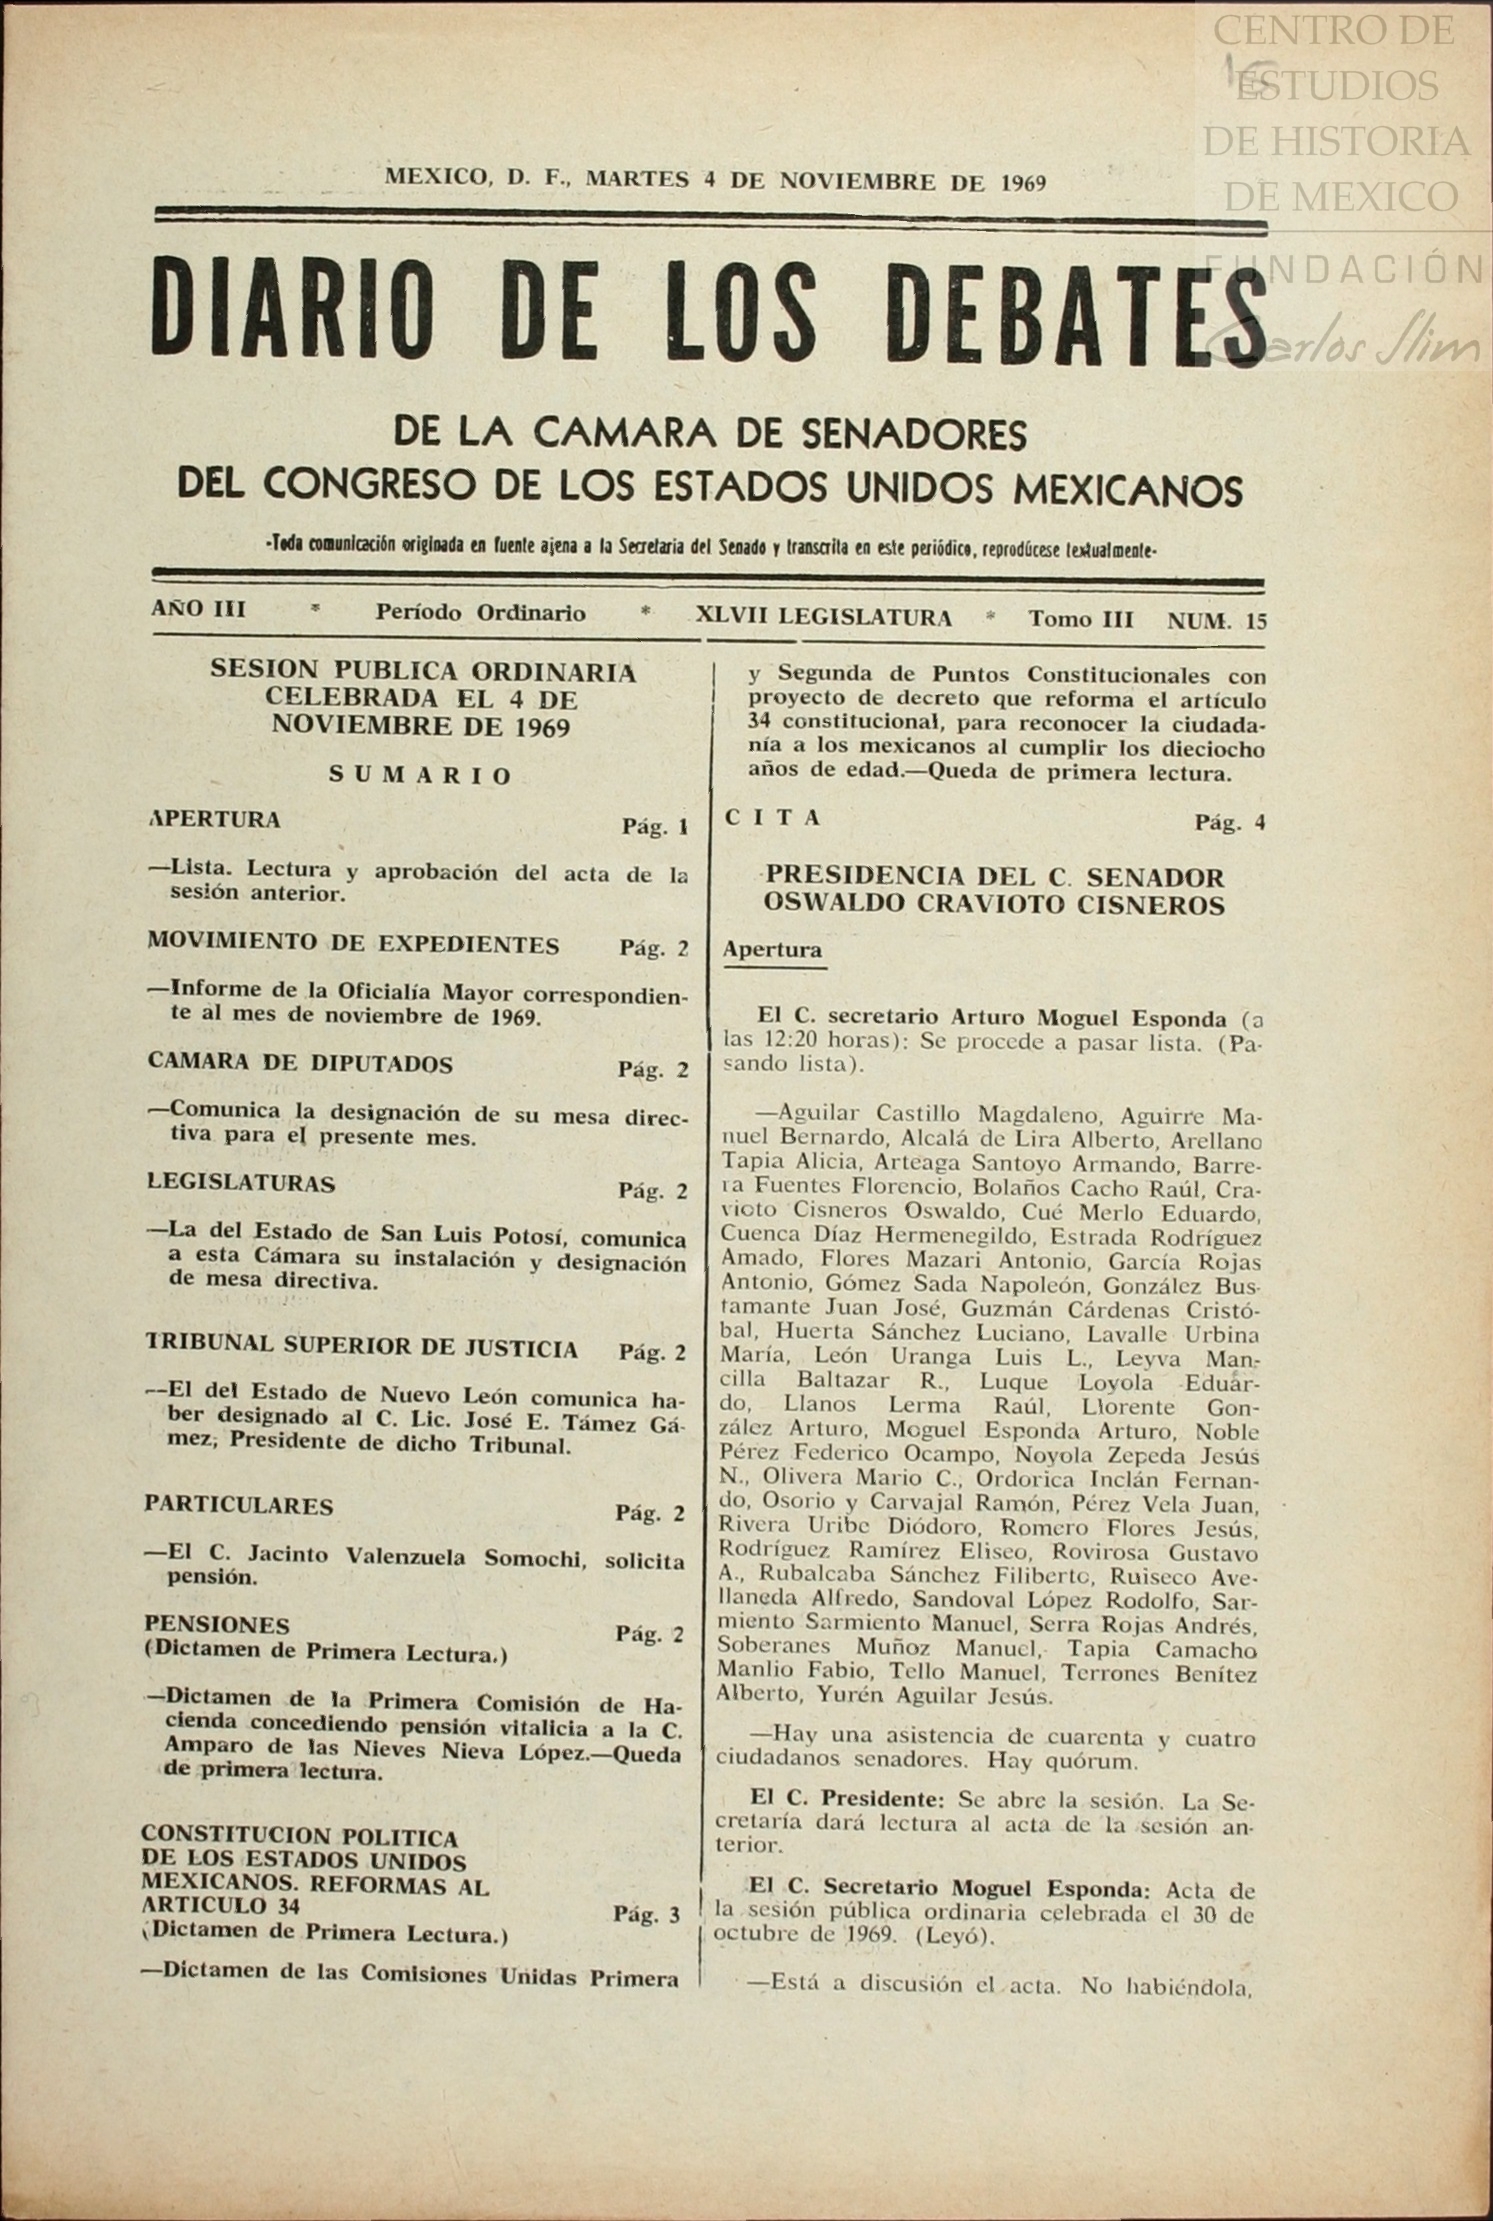 CENTRO DE
ESTUDIOS
DE HISTORIA
DE MEXICO
FUNDACIÓN
Carlos Slim
MEXICO, D. F., MARTES 4 DE NOVIEMBRE DE 1969
DIARIO DE LOS DEBATES
DE LA CAMARA DE SENADORES
DEL CONGRESO DE LOS ESTADOS UNIDOS MEXICANOS
-Toda comunicación originada en fuente ajena a la Secretaria del Senado y transcrita en este periódico, reprodúcese textualmente-
AÑO III * Período Ordinario * XLVII LEGISLATURA * Tomo III NUM. 15
SESION PUBLICA ORDINARIA
CELEBRADA EL 4 DE
NOVIEMBRE DE 1969
SUMARIO
APERTURA Pág. 1
—Lista. Lectura y aprobación del acta de la
sesión anterior.
MOVIMIENTO DE EXPEDIENTES Pág. 2
—Informe de la Oficialía Mayor correspondien-
te al mes de noviembre de 1969.
CAMARA DE DIPUTADOS Pág. 2
—Comunica la designación de su mesa direc-
tiva para el presente mes.
LEGISLATURAS Pág. 2
—La del Estado de San Luis Potosí, comunica
a esta Cámara su instalación y designación
de mesa directiva.
TRIBUNAL SUPERIOR DE JUSTICIA Pág. 2
—El del Estado de Nuevo León comunica ha-
ber designado al C. Lic. José E. Támez Gá-
mez, Presidente de dicho Tribunal.
PARTICULARES Pág. 2
—El C. Jacinto Valenzuela Somochi, solicita
pensión.
PENSIONES Pág. 2
(Dictamen de Primera Lectura.)
—Dictamen de la Primera Comisión de Ha-
cienda concediendo pensión vitalicia a la C.
Amparo de las Nieves Nieva López.—Queda
de primera lectura.
CONSTITUCION POLITICA
DE LOS ESTADOS UNIDOS
MEXICANOS. REFORMAS AL
ARTICULO 34 Pág. 3
(Dictamen de Primera Lectura.)
—Dictamen de las Comisiones Unidas Primera
y Segunda de Puntos Constitucionales con
proyecto de decreto que reforma el artículo
34 constitucional, para reconocer la ciudada-
nía a los mexicanos al cumplir los dieciocho
años de edad.—Queda de primera lectura.
CITA Pág. 4
PRESIDENCIA DEL C. SENADOR
OSWALDO CRAVIOTO CISNEROS
Apertura
El C. secretario Arturo Moguel Esponda (a
las 12:20 horas): Se procede a pasar lista. (Pa-
sando lista).
—Aguilar Castillo Magdaleno, Aguirre Ma-
nuel Bernardo, Alcalá de Lira Alberto, Arellano
Tapia Alicia, Arteaga Santoyo Armando, Barre-
ra Fuentes Florencio, Bolaños Cacho Raúl, Cra-
vioto Cisneros Oswaldo, Cué Merlo Eduardo,
Cuenca Díaz Hermenegildo, Estrada Rodríguez
Amado, Flores Mazari Antonio, García Rojas
Antonio, Gómez Sada Napoleón, González Bus-
tamante Juan José, Guzmán Cárdenas Cristó-
bal, Huerta Sánchez Luciano, Lavalle Urbina
María, León Uranga Luis L., Leyva Man-
cilla Baltazar R., Luque Loyola Eduar-
do, Llanos Lerma Raúl, Llorente Gon-
zález Arturo, Moguel Esponda Arturo, Noble
Pérez Federico Ocampo, Noyola Zepeda Jesús
N., Olivera Mario C., Ordorica Inclán Fernan-
do, Osorio y Carvajal Ramón, Pérez Vela Juan,
Rivera Uribe Diódoro, Romero Flores Jesús,
Rodríguez Ramírez Eliseo, Rovirosa Gustavo
A., Rubalcaba Sánchez Filiberto, Ruiseco Ave-
llaneda Alfredo, Sandoval López Rodolfo, Sar-
miento Sarmiento Manuel, Serra Rojas Andrés,
Soberanes Muñoz Manuel, Tapia Camacho
Manlio Fabio, Tello Manuel, Terrones Benítez
Alberto, Yurén Aguilar Jesús.
—Hay una asistencia de cuarenta y cuatro
ciudadanos senadores. Hay quórum.
El C. Presidente: Se abre la sesión. La Se-
cretaría dará lectura al acta de la sesión an-
terior.
El C. Secretario Moguel Esponda: Acta de
la sesión pública ordinaria celebrada el 30 de
octubre de 1969. (Leyó).
—Está a discusión el acta. No habiéndola,